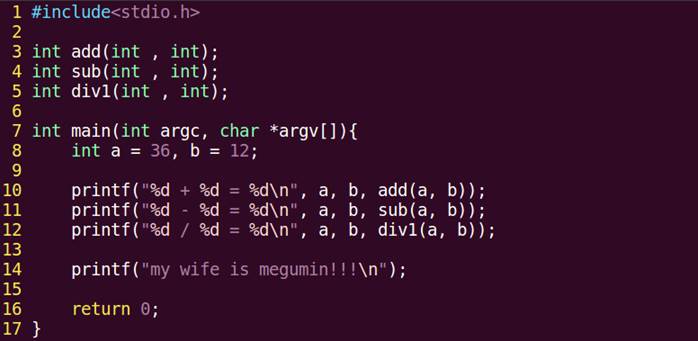 1 #include<stdio.h>
2
3 int add(int , int);
4 int sub(int , int);
5 int div1(int , int);
6
7 int main(int argc, char *argv[]){
8     int a = 36, b = 12;
9
10     printf("%d + %d = %d\n", a, b, add(a, b));
11     printf("%d - %d = %d\n", a, b, sub(a, b));
12     printf("%d / %d = %d\n", a, b, div1(a, b));
13
14     printf("my wife is megumin!!!\n");
15
16     return 0;
17 }